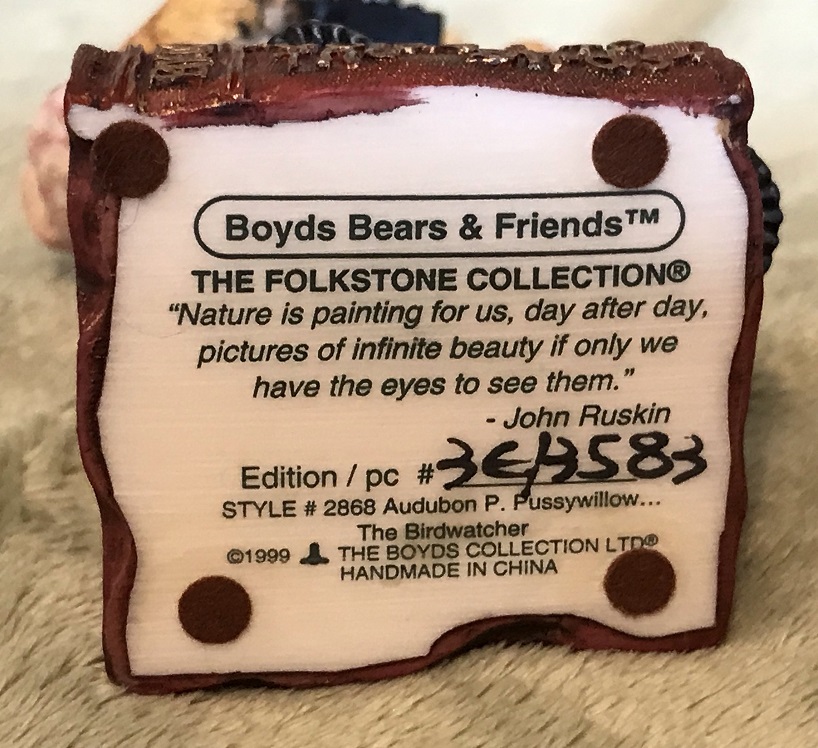 Boyds Bears & Friends™
THE FOLKSTONE COLLECTION®
“Nature is painting for us, day after day,
pictures of infinite beauty if only we
have the eyes to see them.”
- John Ruskin
Edition / pc #3E/3583
STYLE # 2868 Audubon P. Pussywillow...
The Birdwatcher
©1999 THE BOYDS COLLECTION LTD®
HANDMADE IN CHINA